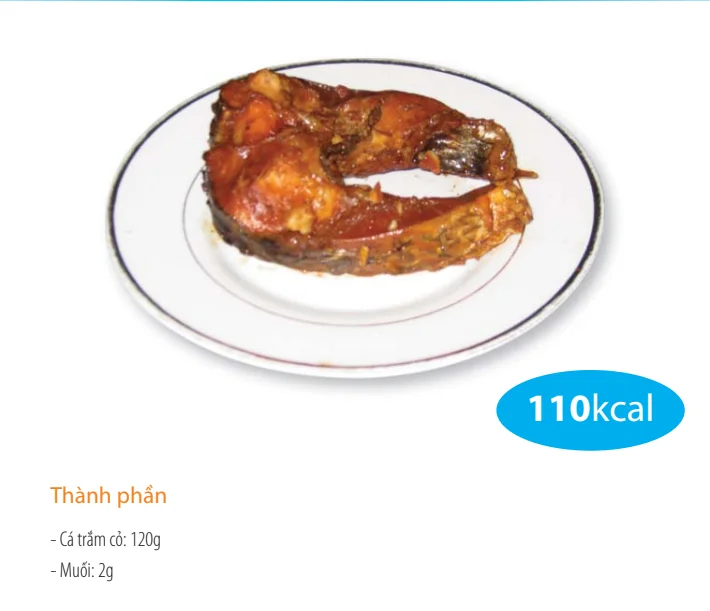 110kcal
Thành phần
- Cá trắm cỏ: 120g
- Muối: 2g